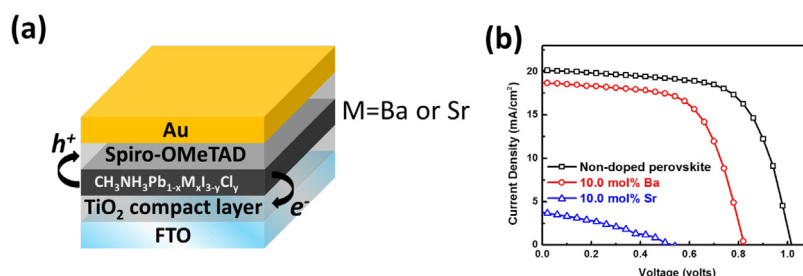 (a)
Au
Spiro-OMeTAD
CH₃NH₃Pb₁₋ₓMₓI₃₋ᵧClᵧ
TiO₂ compact layer
FTO
h⁺
e⁻
M=Ba or Sr
(b)
Current Density (mA/cm²)
20
15
10
5
0
Non-doped perovskite
10.0 mol% Ba
10.0 mol% Sr
0.0 0.2 0.4 0.6 0.8 1.0
Voltage (volts)